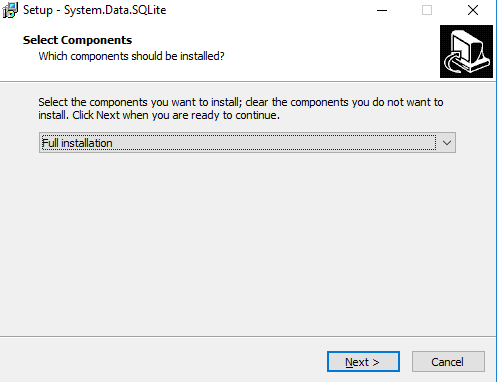 Setup - System.Data.SQLite
Select Components
Which components should be installed?
Select the components you want to install; clear the components you do not want to
install. Click Next when you are ready to continue.
Full installation
Next >
Cancel